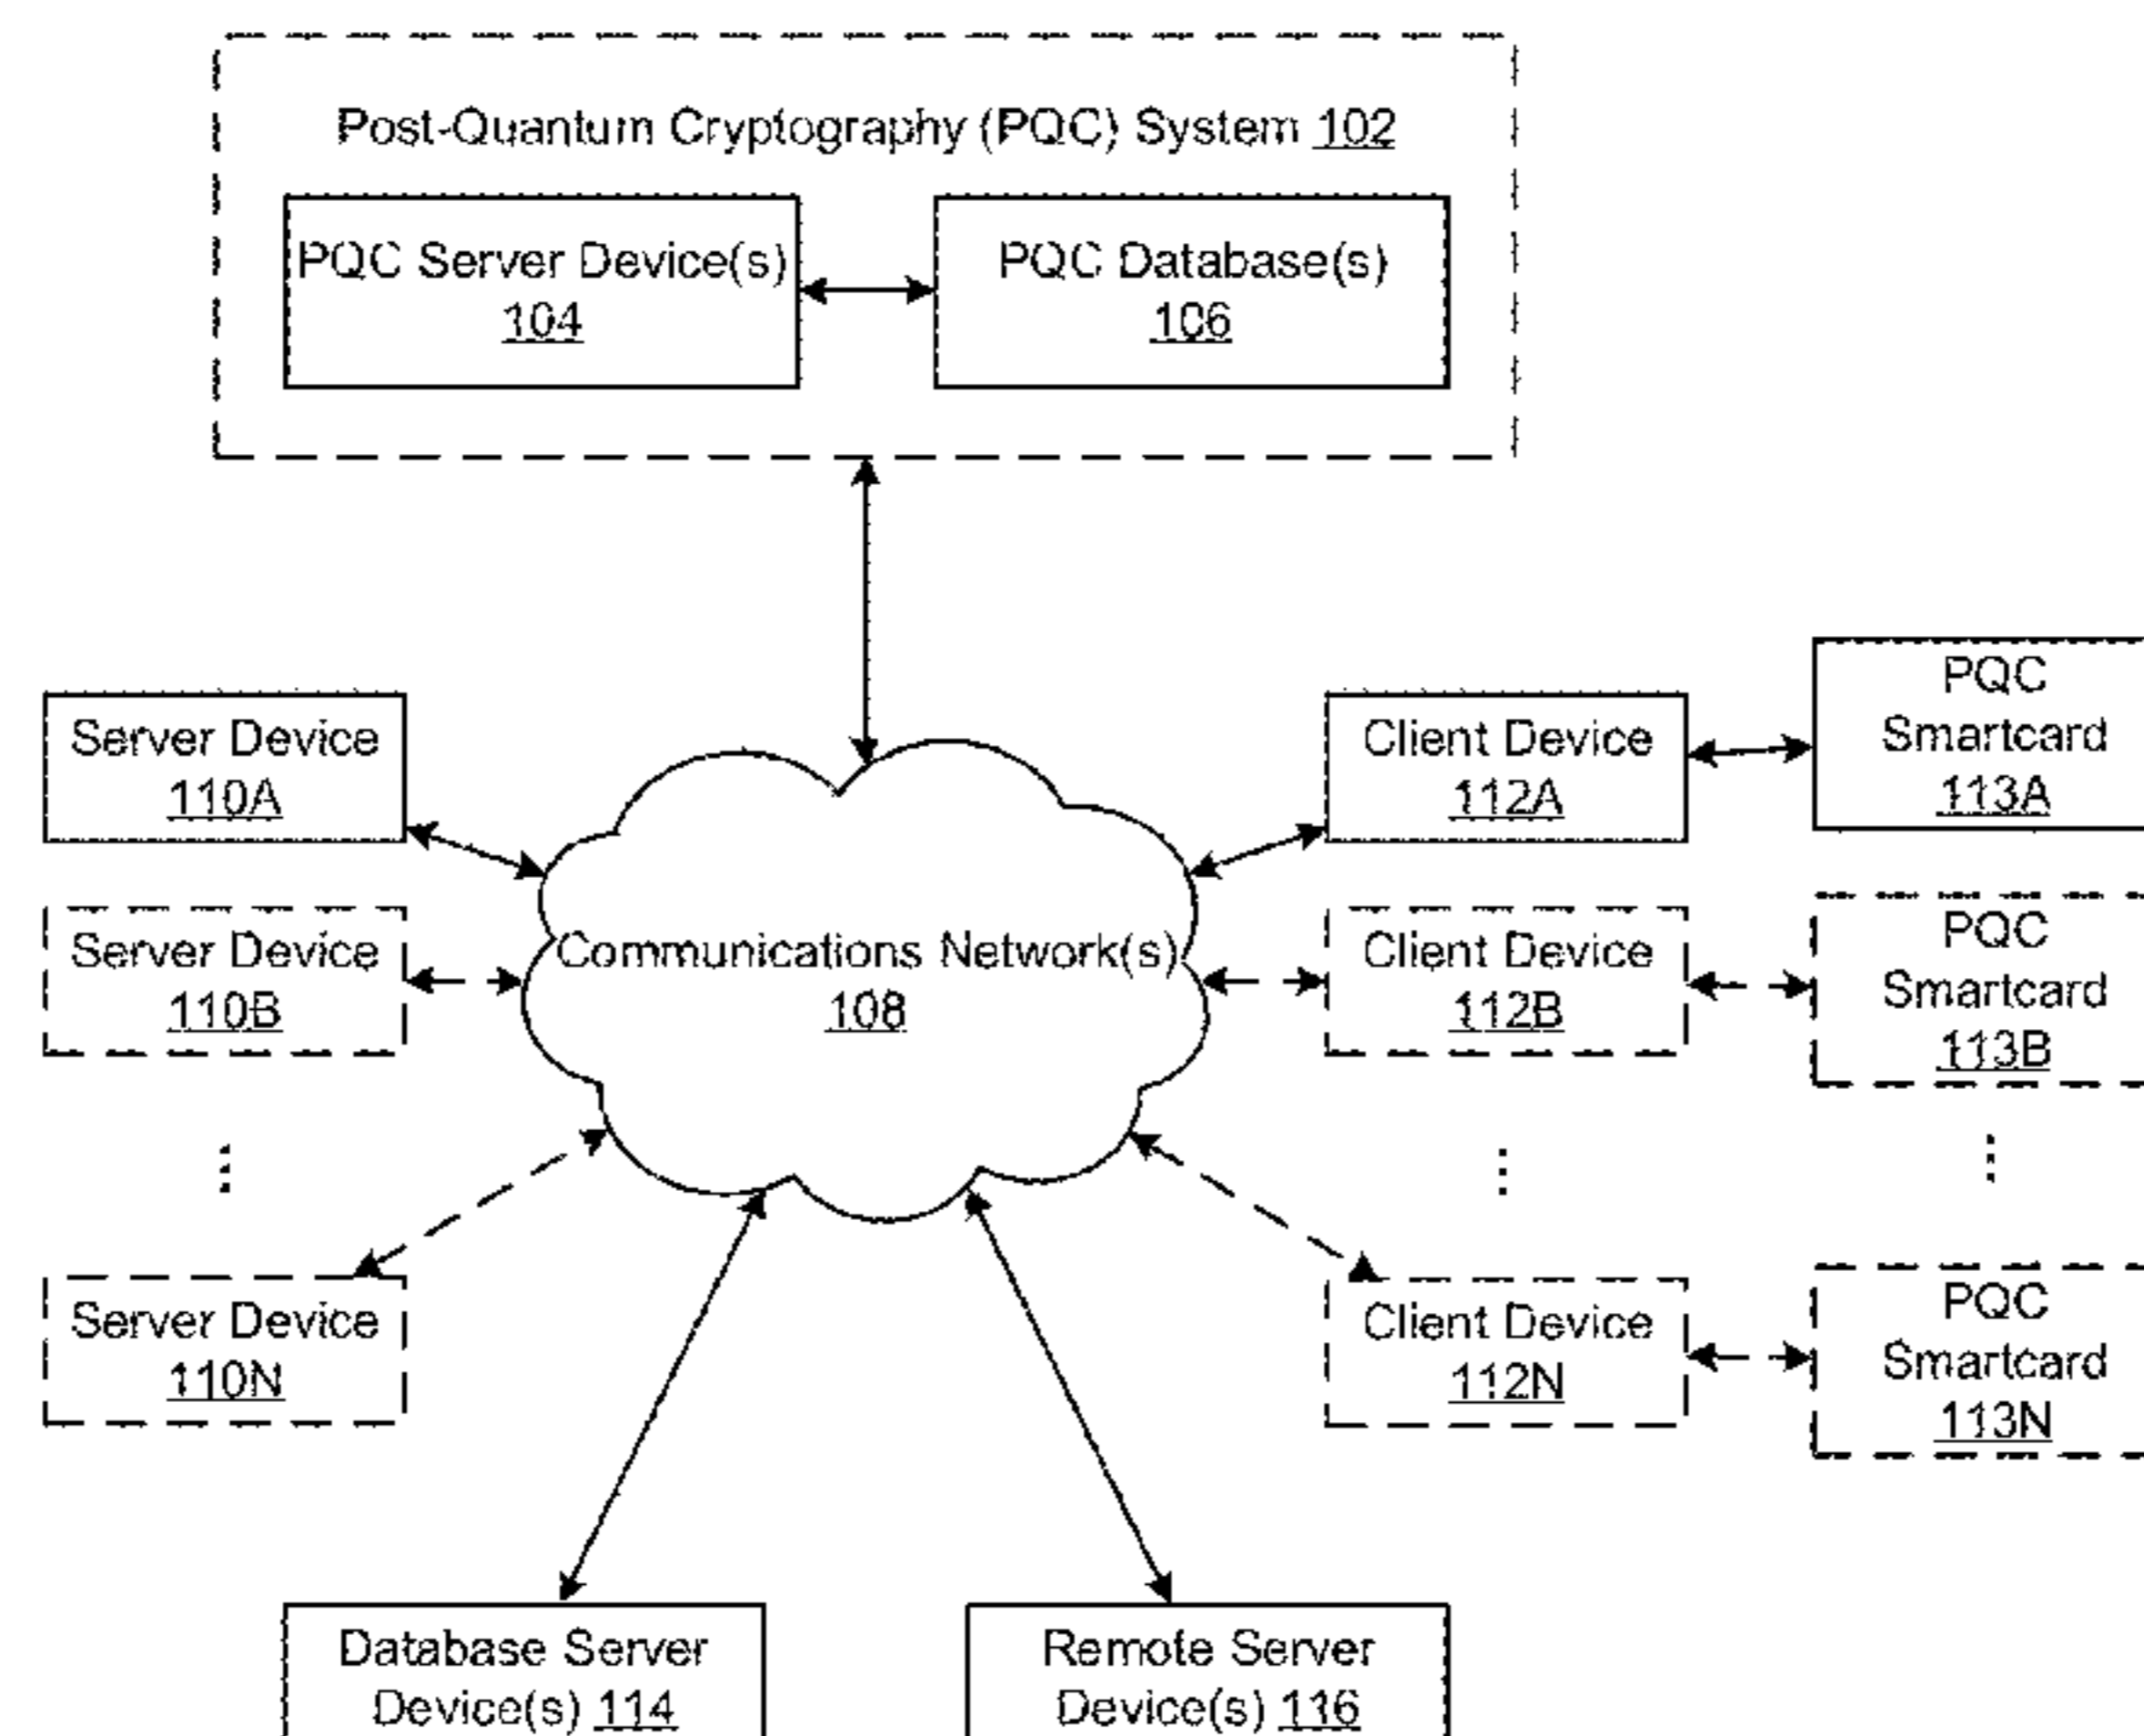 Post-Quantum Cryptography (PQC) System 102
PQC Server Device(s)
104
PQC Database(s)
106
Server Device
110A
Client Device
112A
PQC
Smartcard
113A
Server Device
110B
Communications Network(s)
108
Client Device
112B
PQC
Smartcard
113B
⋮
⋮
⋮
Server Device
110N
Client Device
112N
PQC
Smartcard
113N
Database Server
Device(s) 114
Remote Server
Device(s) 116